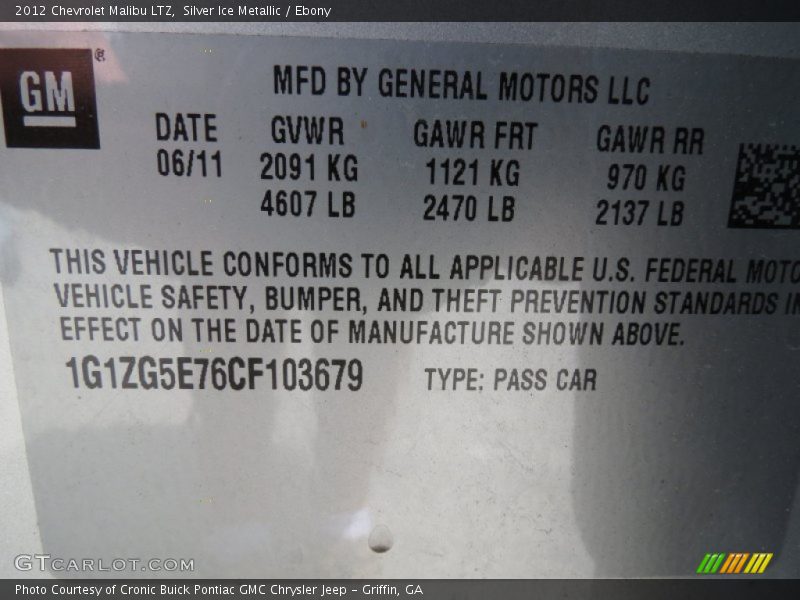 2012 Chevrolet Malibu LTZ, Silver Ice Metallic / Ebony
GM ®
MFD BY GENERAL MOTORS LLC
DATE GVWR GAWR FRT GAWR RR
06/11 2091 KG 1121 KG 970 KG
4607 LB 2470 LB 2137 LB
THIS VEHICLE CONFORMS TO ALL APPLICABLE U.S. FEDERAL MOTO
VEHICLE SAFETY, BUMPER, AND THEFT PREVENTION STANDARDS IN
EFFECT ON THE DATE OF MANUFACTURE SHOWN ABOVE.
1G1ZG5E76CF103679 TYPE: PASS CAR
GTCARLOT.COM
Photo Courtesy of Cronic Buick Pontiac GMC Chrysler Jeep - Griffin, GA